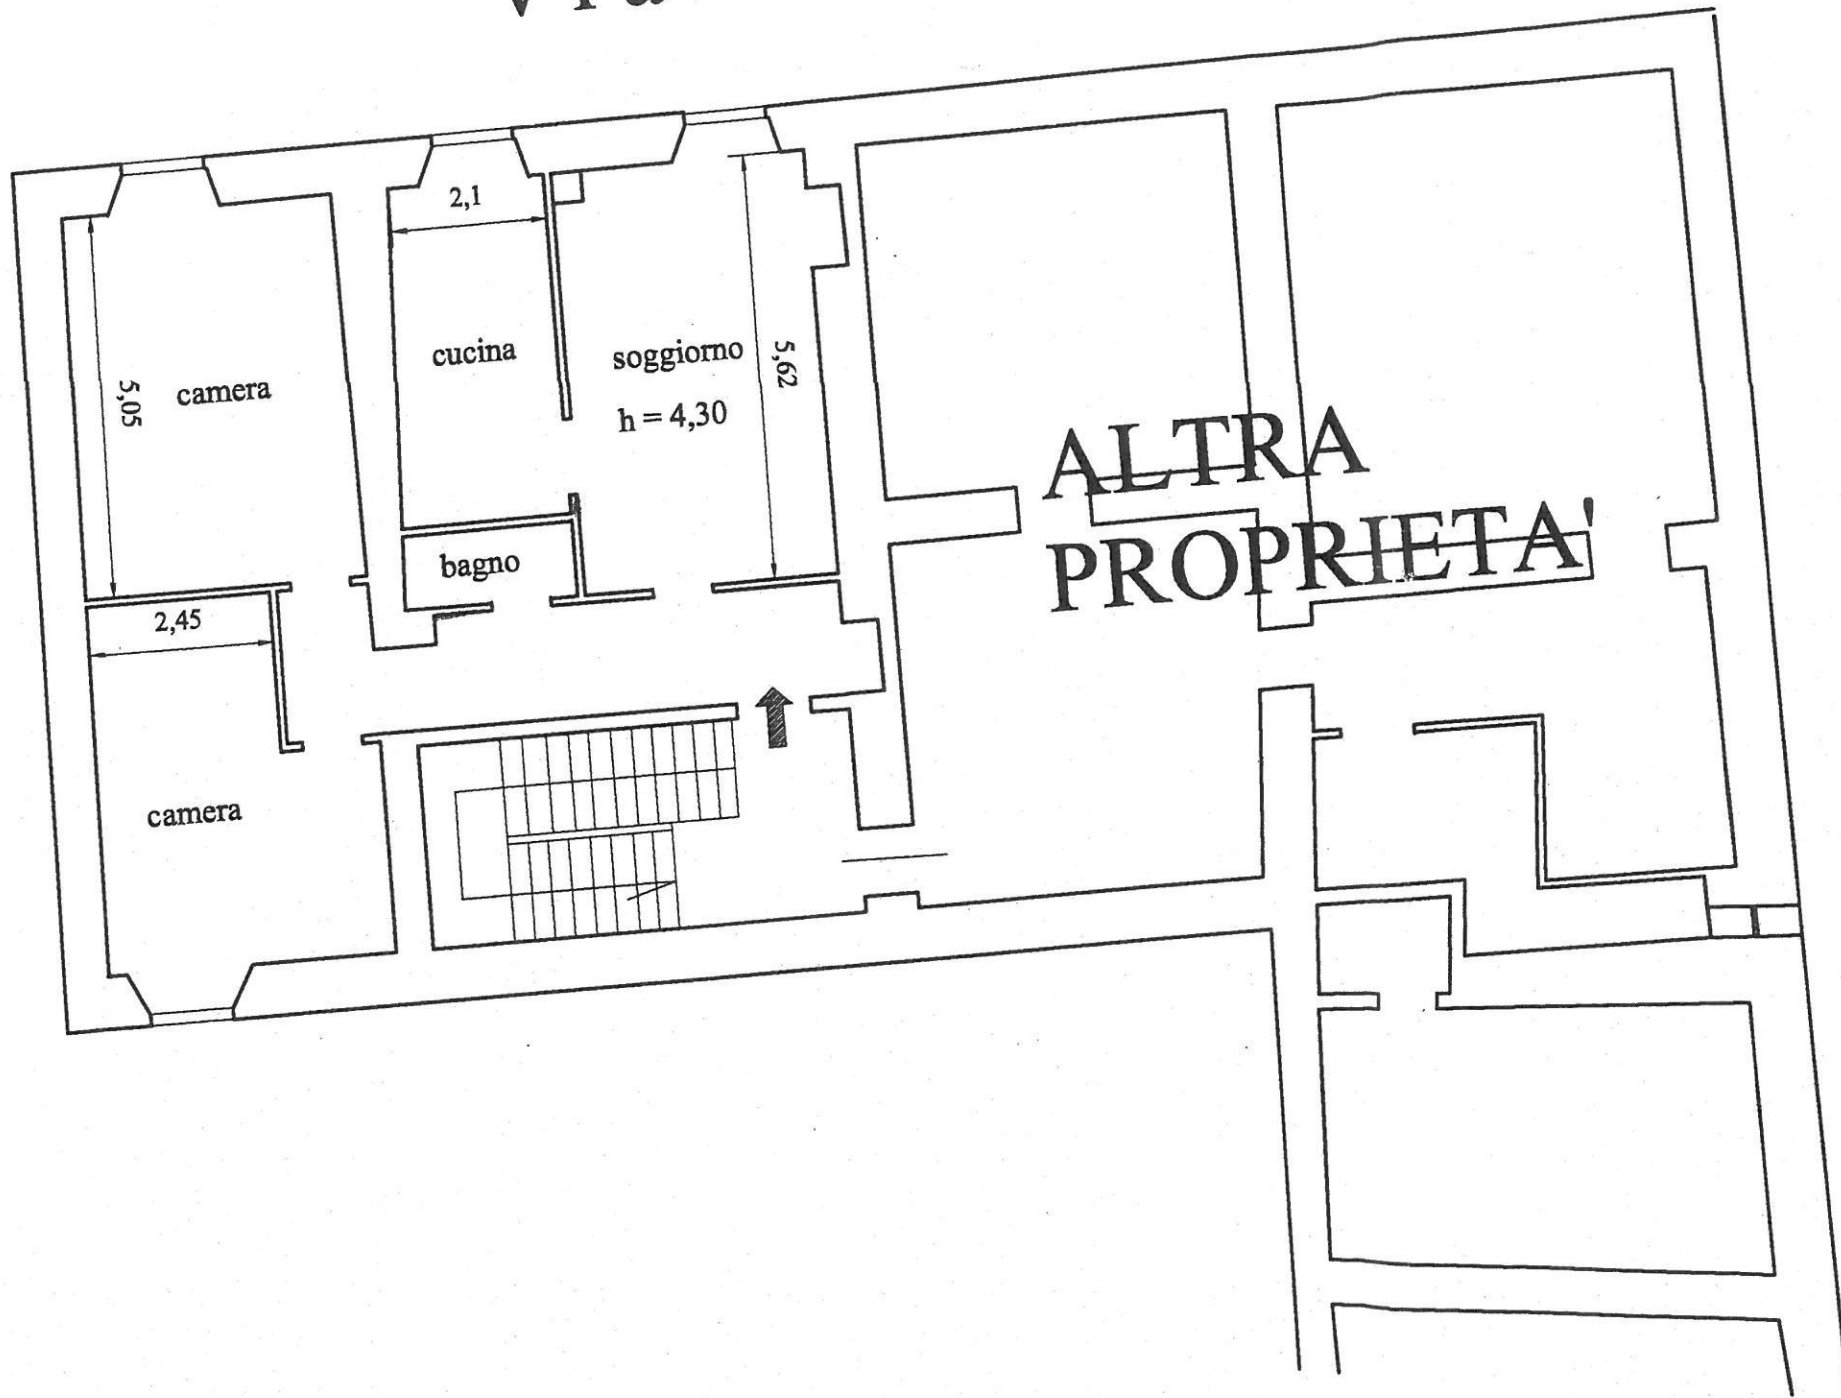 2,1
cucina
soggiorno
h = 4,30
5,62
camera
5,05
bagno
2,45
camera
ALTRA
PROPRIETA'